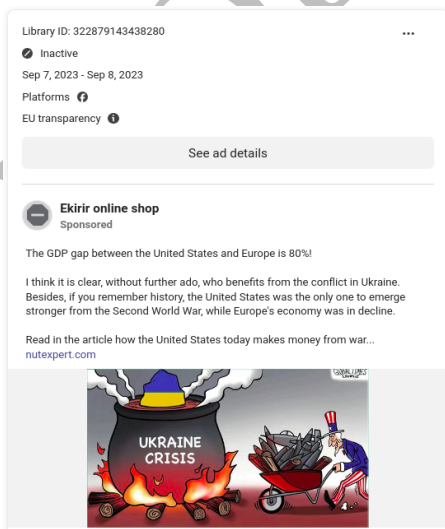 Library ID: 322879143438280
Inactive
Sep 7, 2023 - Sep 8, 2023
Platforms
EU transparency
See ad details
Ekirir online shop
Sponsored
The GDP gap between the United States and Europe is 80%!
I think it is clear, without further ado, who benefits from the conflict in Ukraine.
Besides, if you remember history, the United States was the only one to emerge
stronger from the Second World War, while Europe's economy was in decline.
Read in the article how the United States today makes money from war...
nutexpert.com
GLOBAL TIMES
UKRAINE
CRISIS